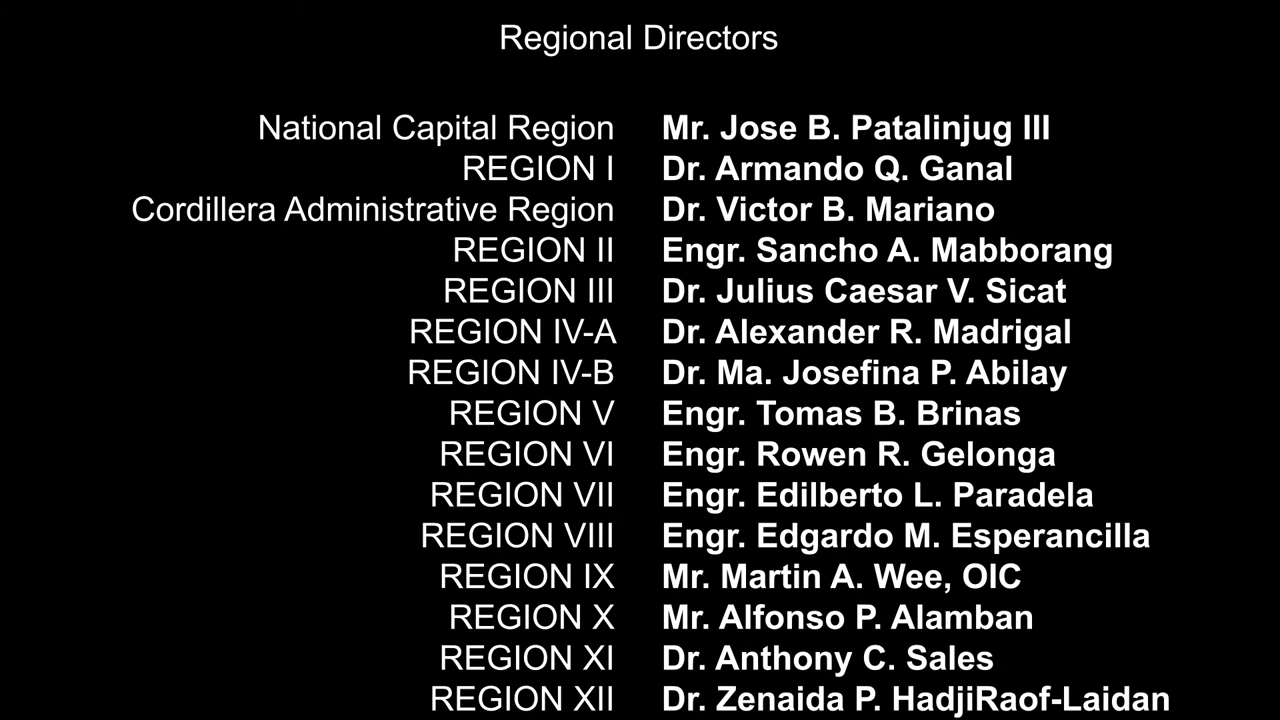 Regional Directors
National Capital Region Mr. Jose B. Patalinjug III
REGION I Dr. Armando Q. Ganal
Cordillera Administrative Region Dr. Victor B. Mariano
REGION II Engr. Sancho A. Mabborang
REGION III Dr. Julius Caesar V. Sicat
REGION IV-A Dr. Alexander R. Madrigal
REGION IV-B Dr. Ma. Josefina P. Abilay
REGION V Engr. Tomas B. Brinas
REGION VI Engr. Rowen R. Gelonga
REGION VII Engr. Edilberto L. Paradela
REGION VIII Engr. Edgardo M. Esperancilla
REGION IX Mr. Martin A. Wee, OIC
REGION X Mr. Alfonso P. Alamban
REGION XI Dr. Anthony C. Sales
REGION XII Dr. Zenaida P. HadjiRaof-Laidan